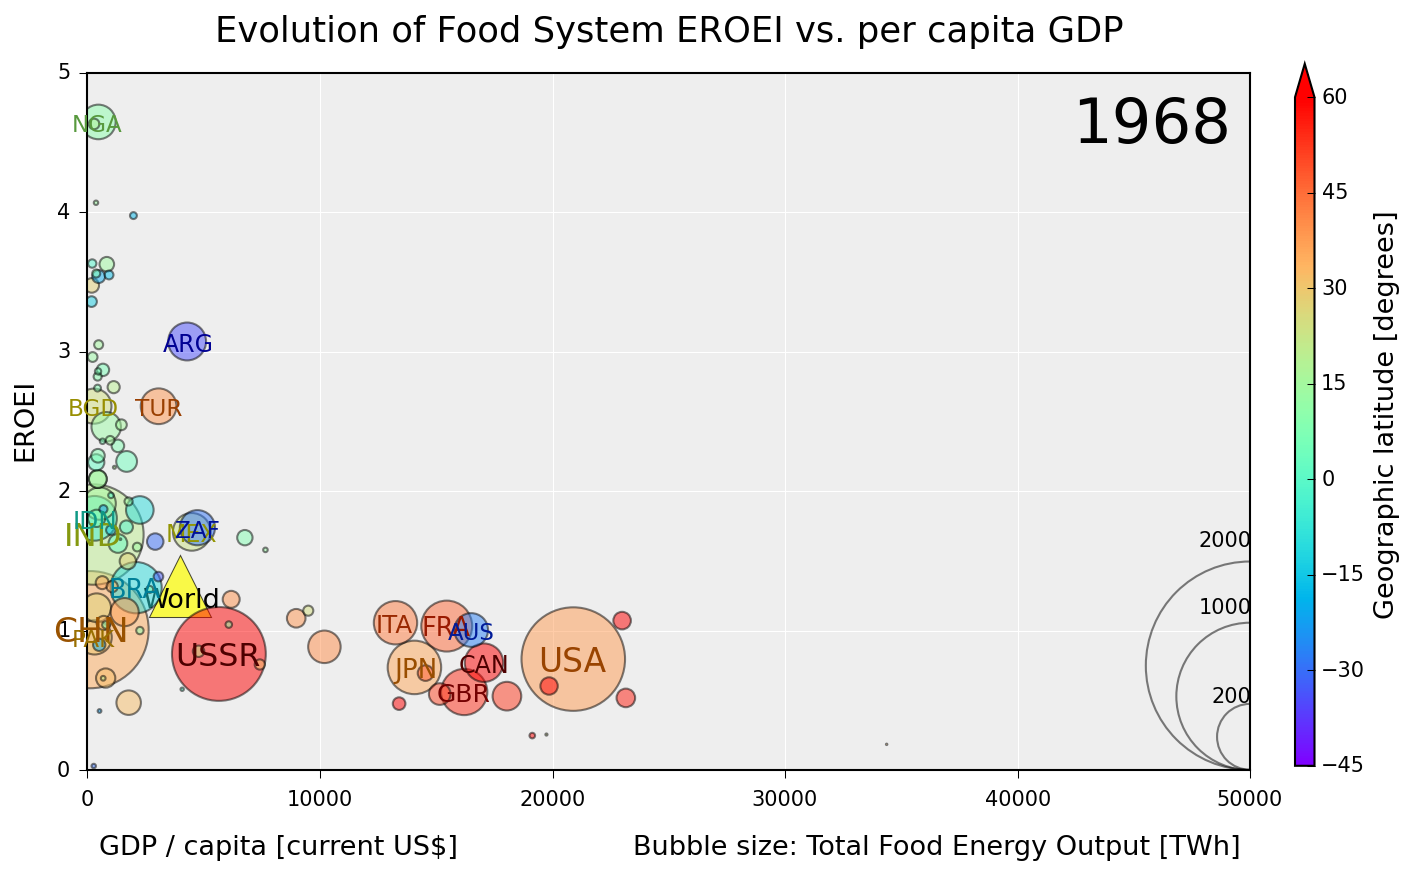 Evolution of Food System EROEI vs. per capita GDP
1968
5
4
3
2
1
0
EROEI
NGA
ARG
BGD
TUR
IDN
IND
MEX
ZAF
BRA
World
CHN
PAK
USSR
ITA
FRA
AUS
JPN
CAN
GBR
USA
2000
1000
200
0
10000
20000
30000
40000
50000
GDP / capita [current US$]
Bubble size: Total Food Energy Output [TWh]
60
45
30
15
0
−15
−30
−45
Geographic latitude [degrees]